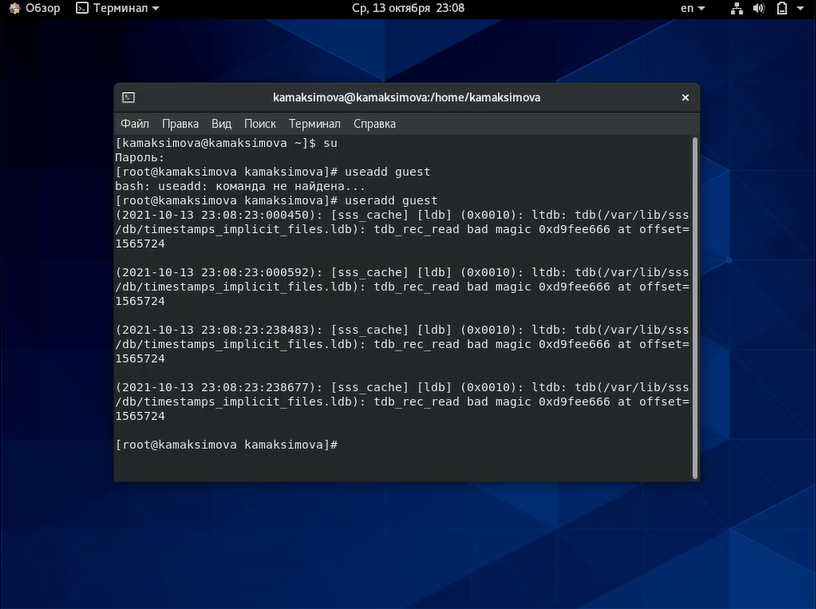 Обзор Терминал Ср, 13 октября 23:08 en
kamaksimova@kamaksimova:/home/kamaksimova
Файл Правка Вид Поиск Терминал Справка
[kamaksimova@kamaksimova ~]$ su
Пароль:
[root@kamaksimova kamaksimova]# useadd guest
bash: useadd: команда не найдена...
[root@kamaksimova kamaksimova]# useradd guest
(2021-10-13 23:08:23:000450): [sss_cache] [ldb] (0x0010): ltdb: tdb(/var/lib/sss
/db/timestamps_implicit_files.ldb): tdb_rec_read bad magic 0xd9fee666 at offset=
1565724
(2021-10-13 23:08:23:000592): [sss_cache] [ldb] (0x0010): ltdb: tdb(/var/lib/sss
/db/timestamps_implicit_files.ldb): tdb_rec_read bad magic 0xd9fee666 at offset=
1565724
(2021-10-13 23:08:23:238483): [sss_cache] [ldb] (0x0010): ltdb: tdb(/var/lib/sss
/db/timestamps_implicit_files.ldb): tdb_rec_read bad magic 0xd9fee666 at offset=
1565724
(2021-10-13 23:08:23:238677): [sss_cache] [ldb] (0x0010): ltdb: tdb(/var/lib/sss
/db/timestamps_implicit_files.ldb): tdb_rec_read bad magic 0xd9fee666 at offset=
1565724
[root@kamaksimova kamaksimova]#